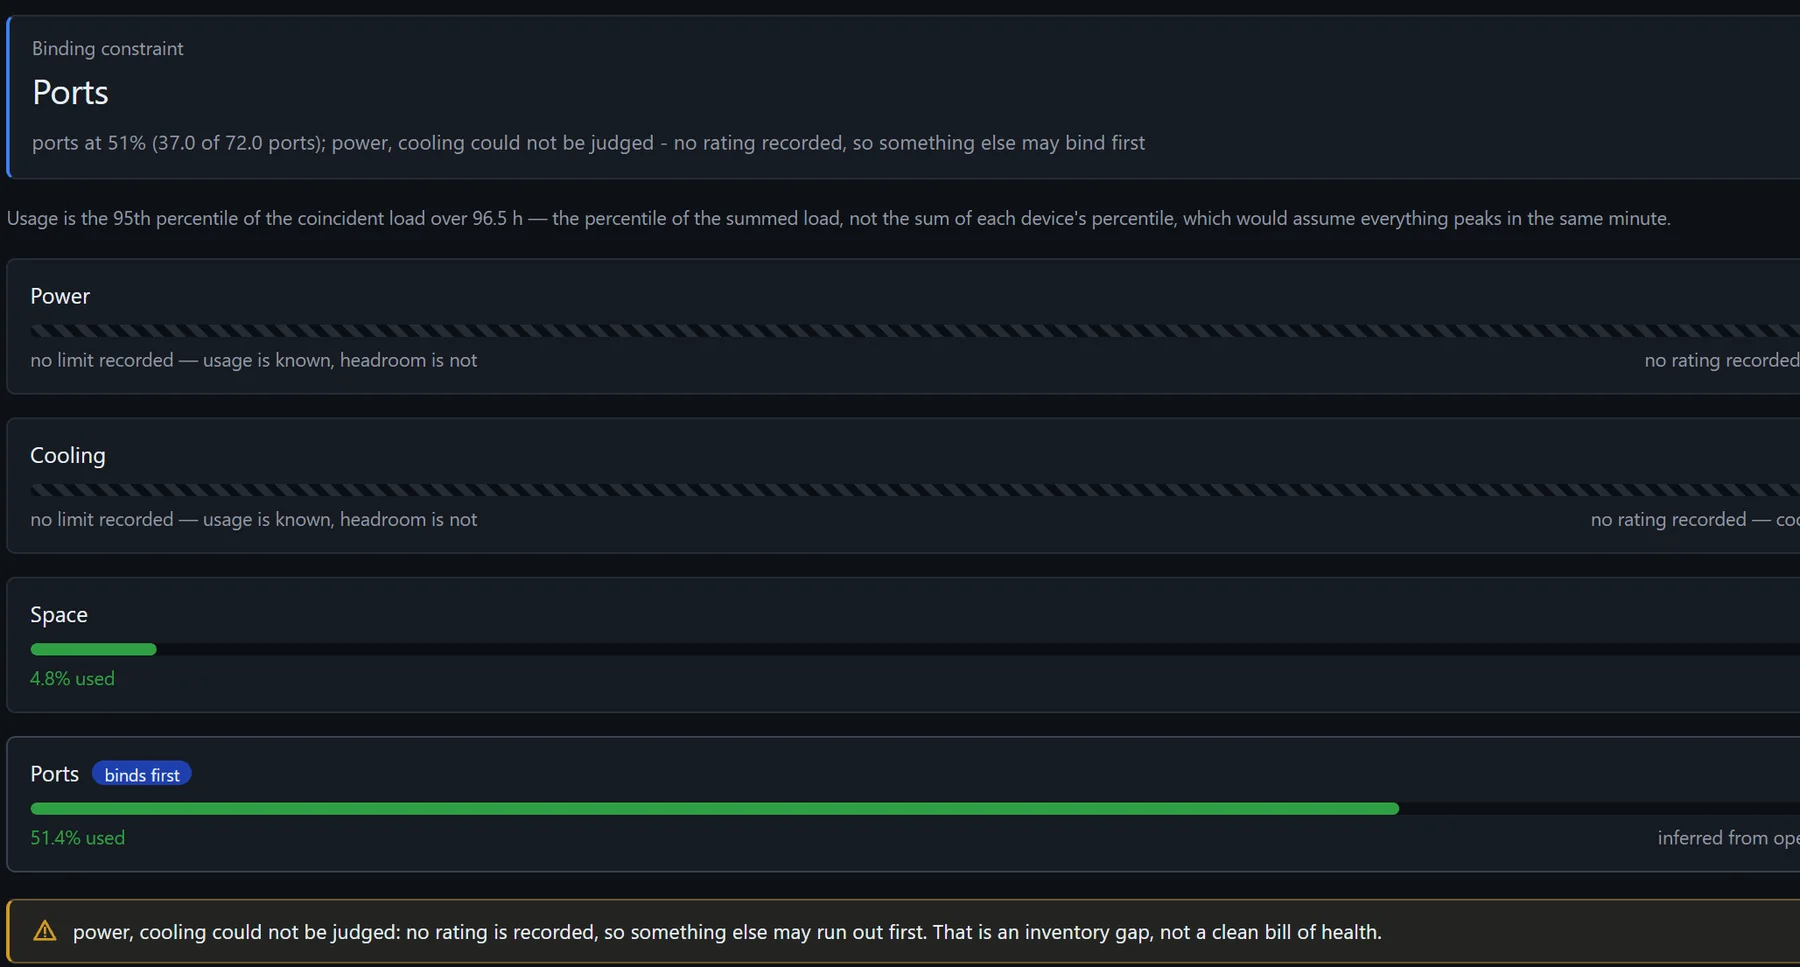 Binding constraint
Ports
ports at 51% (37.0 of 72.0 ports); power, cooling could not be judged - no rating recorded, so something else may bind first
Usage is the 95th percentile of the coincident load over 96.5 h — the percentile of the summed load, not the sum of each device's percentile, which would assume everything peaks in the same minute.
Power
no limit recorded — usage is known, headroom is not
no rating recorded
Cooling
no limit recorded — usage is known, headroom is not
no rating recorded —
Space
4.8% used
Ports binds first
51.4% used
inferred from
power, cooling could not be judged: no rating is recorded, so something else may run out first. That is an inventory gap, not a clean bill of health.